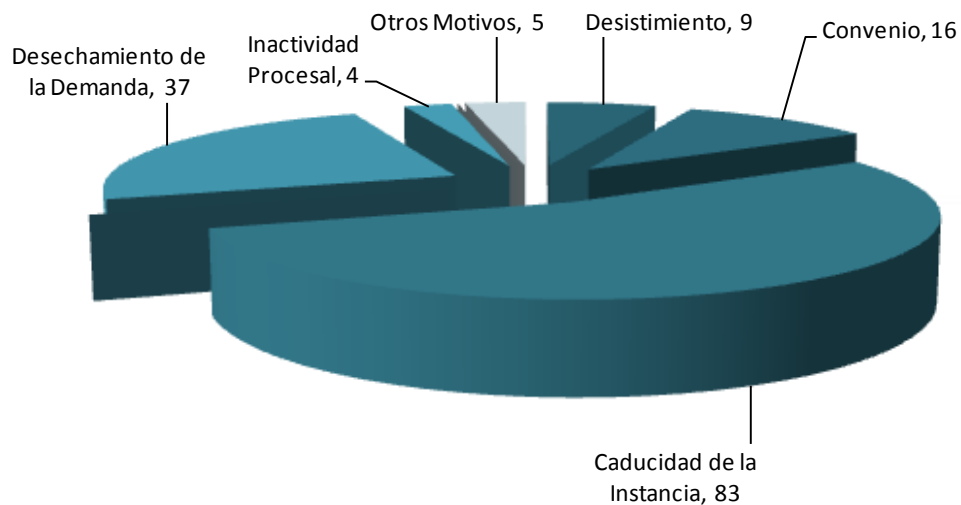 Otros Motivos, 5
Desistimiento, 9
Convenio, 16
Inactividad
Procesal, 4
Desechamiento de
la Demanda, 37
Caducidad de la
Instancia, 83